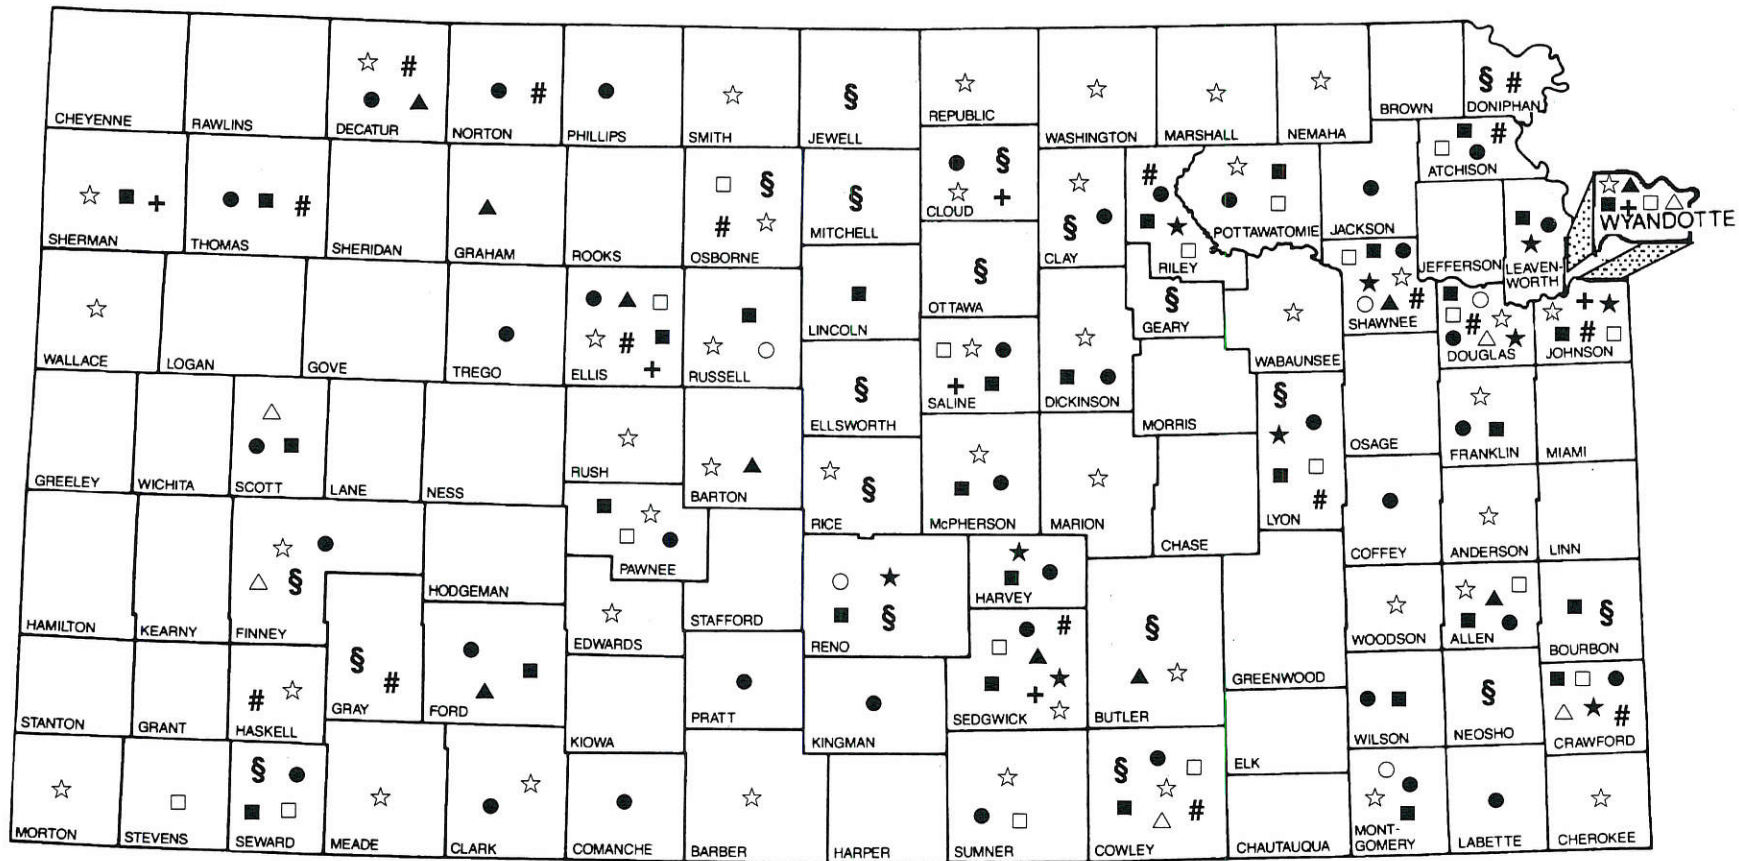 CHEYENNE
RAWLINS
DECATUR
NORTON
PHILLIPS
SMITH
JEWELL
REPUBLIC
WASHINGTON
MARSHALL
NEMAHA
BROWN
DONIPHAN
SHERMAN
THOMAS
SHERIDAN
GRAHAM
ROOKS
OSBORNE
MITCHELL
CLOUD
CLAY
RILEY
POTTAWATOMIE
JACKSON
ATCHISON
JEFFERSON
LEAVEN-
WORTH
WYANDOTTE
WALLACE
LOGAN
GOVE
TREGO
ELLIS
RUSSELL
LINCOLN
OTTAWA
SALINE
DICKINSON
GEARY
WABAUNSEE
SHAWNEE
DOUGLAS
JOHNSON
GREELEY
WICHITA
SCOTT
LANE
NESS
RUSH
BARTON
ELLSWORTH
RICE
McPHERSON
MARION
MORRIS
CHASE
LYON
OSAGE
FRANKLIN
MIAMI
HAMILTON
KEARNY
FINNEY
HODGEMAN
PAWNEE
STAFFORD
EDWARDS
RENO
HARVEY
COFFEY
ANDERSON
LINN
STANTON
GRANT
HASKELL
GRAY
FORD
KIOWA
PRATT
KINGMAN
SEDGWICK
BUTLER
GREENWOOD
WOODSON
ALLEN
BOURBON
WILSON
NEOSHO
CRAWFORD
MORTON
STEVENS
SEWARD
MEADE
CLARK
COMANCHE
BARBER
HARPER
SUMNER
COWLEY
ELK
CHAUTAUQUA
MONT-
GOMERY
LABETTE
CHEROKEE